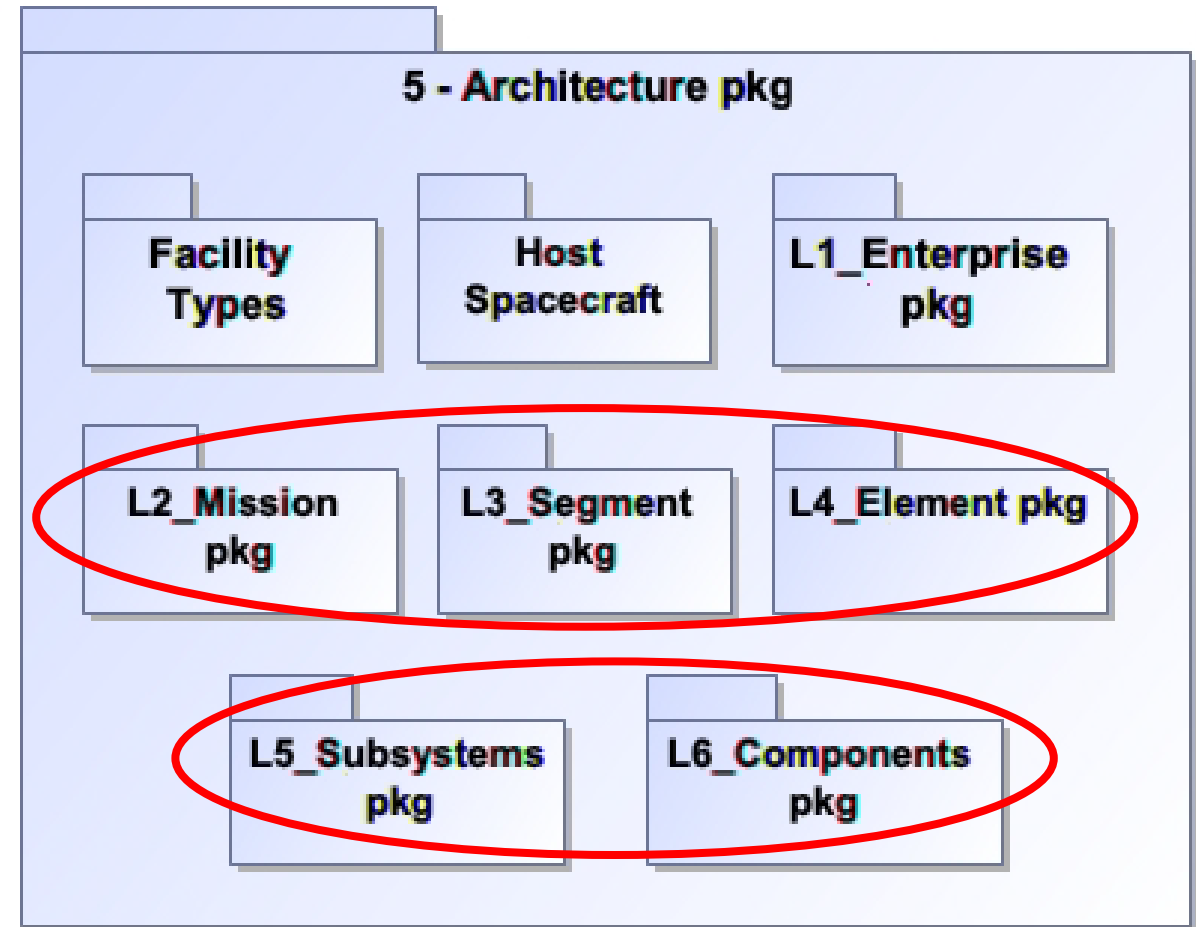 5 - Architecture pkg
Facility
Types
Host
Spacecraft
L1_Enterprise
pkg
L2_Mission
pkg
L3_Segment
pkg
L4_Element pkg
L5_Subsystems
pkg
L6_Components
pkg